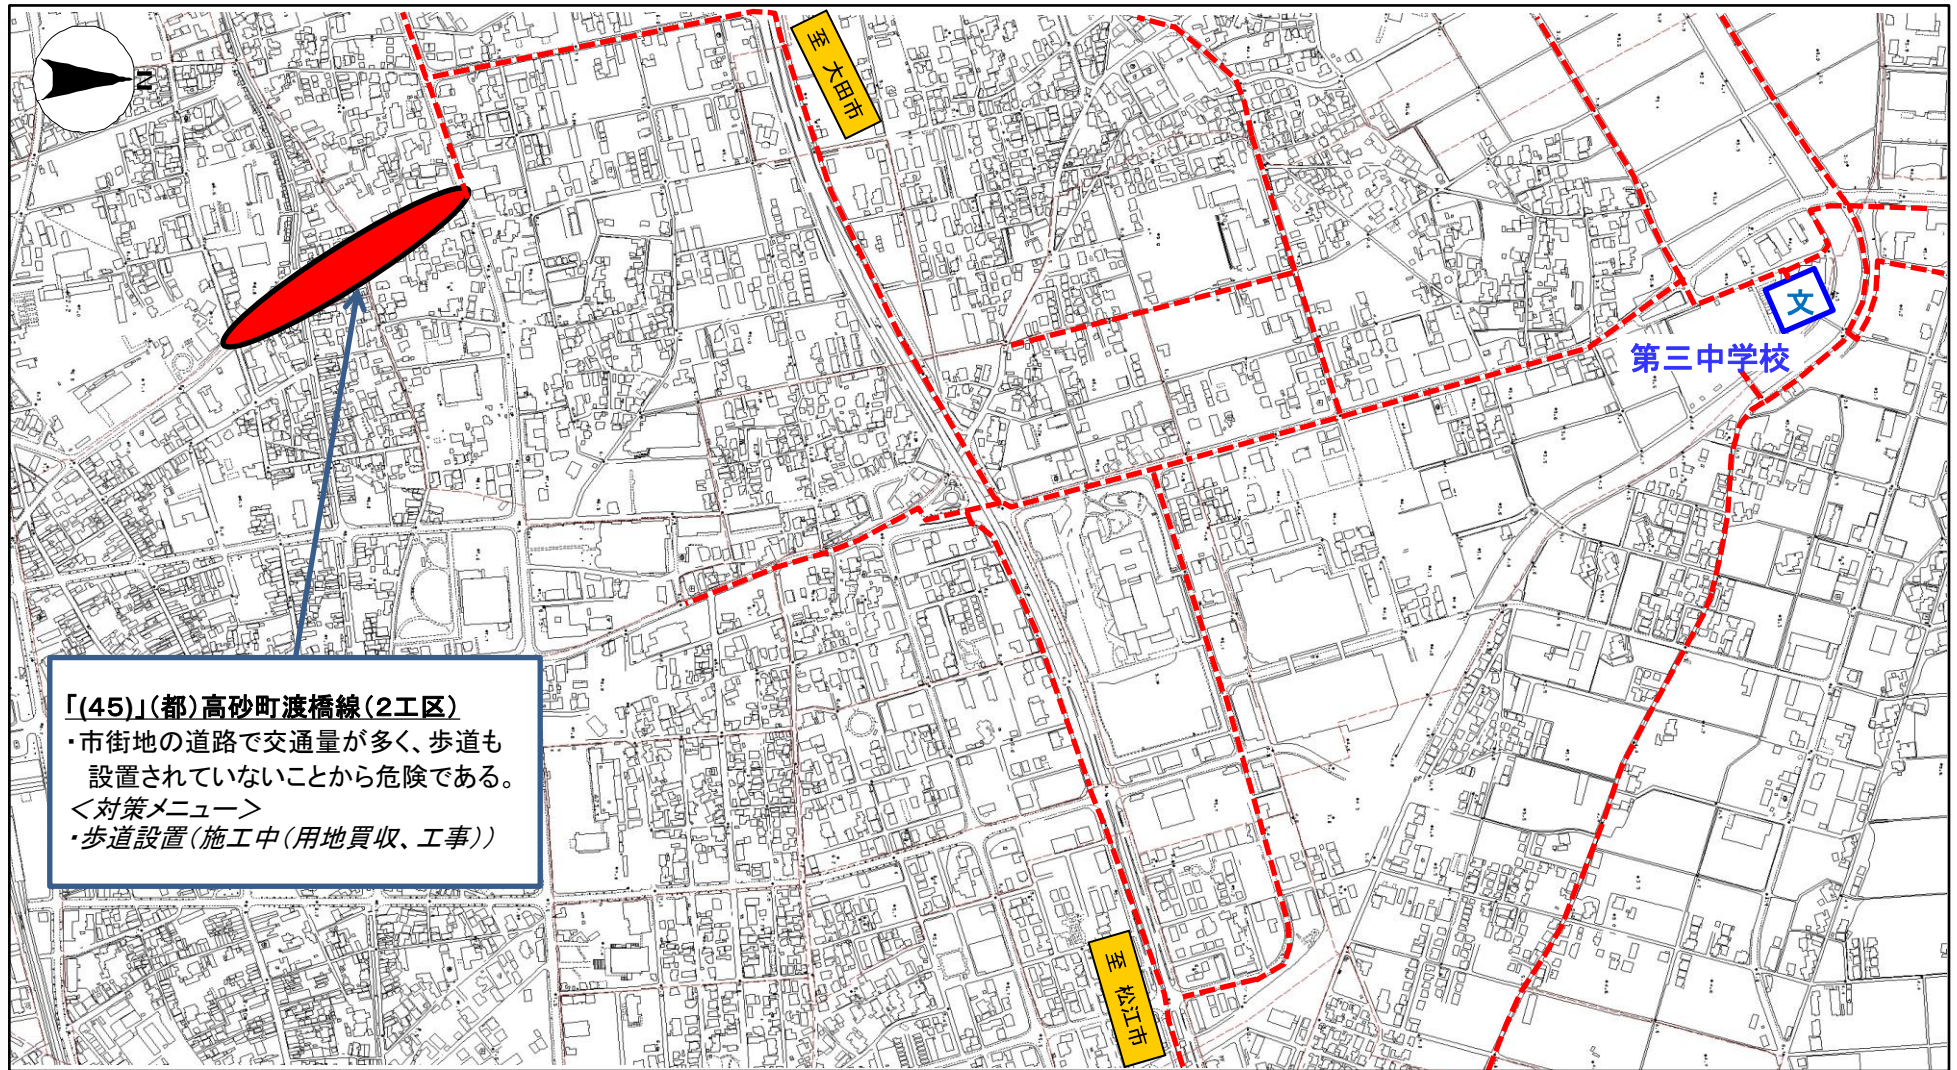 N
至 大田市
文
第三中学校
「(45)」(都)高砂町渡橋線(2工区)
・市街地の道路で交通量が多く、歩道も
設置されていないことから危険である。
<対策メニュー>
・歩道設置(施工中(用地買収、工事))
至 松江市